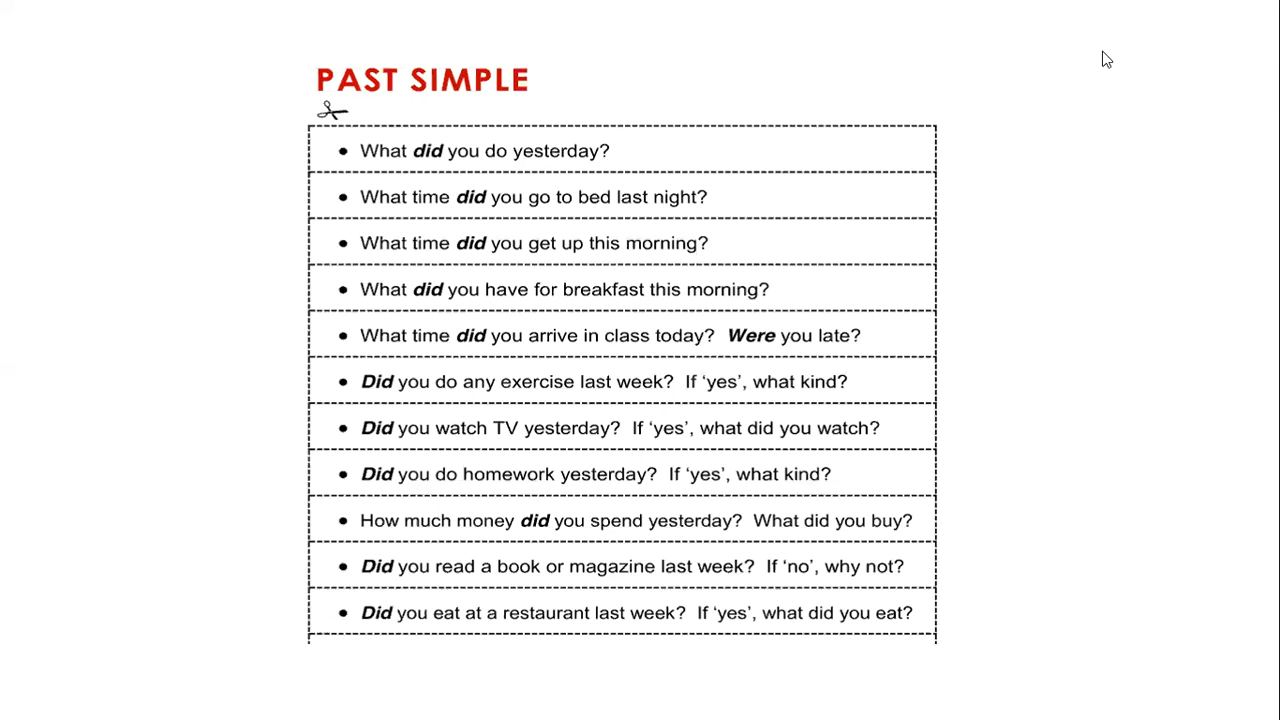 PAST SIMPLE
• What did you do yesterday?
• What time did you go to bed last night?
• What time did you get up this morning?
• What did you have for breakfast this morning?
• What time did you arrive in class today? Were you late?
• Did you do any exercise last week? If ‘yes’, what kind?
• Did you watch TV yesterday? If ‘yes’, what did you watch?
• Did you do homework yesterday? If ‘yes’, what kind?
• How much money did you spend yesterday? What did you buy?
• Did you read a book or magazine last week? If ‘no’, why not?
• Did you eat at a restaurant last week? If ‘yes’, what did you eat?